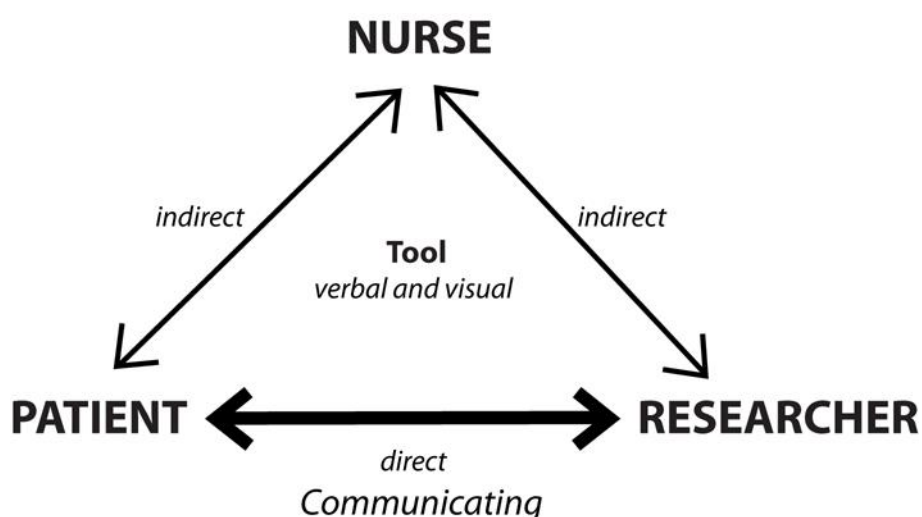 NURSE
indirect
indirect
Tool
verbal and visual
PATIENT
RESEARCHER
direct
Communicating